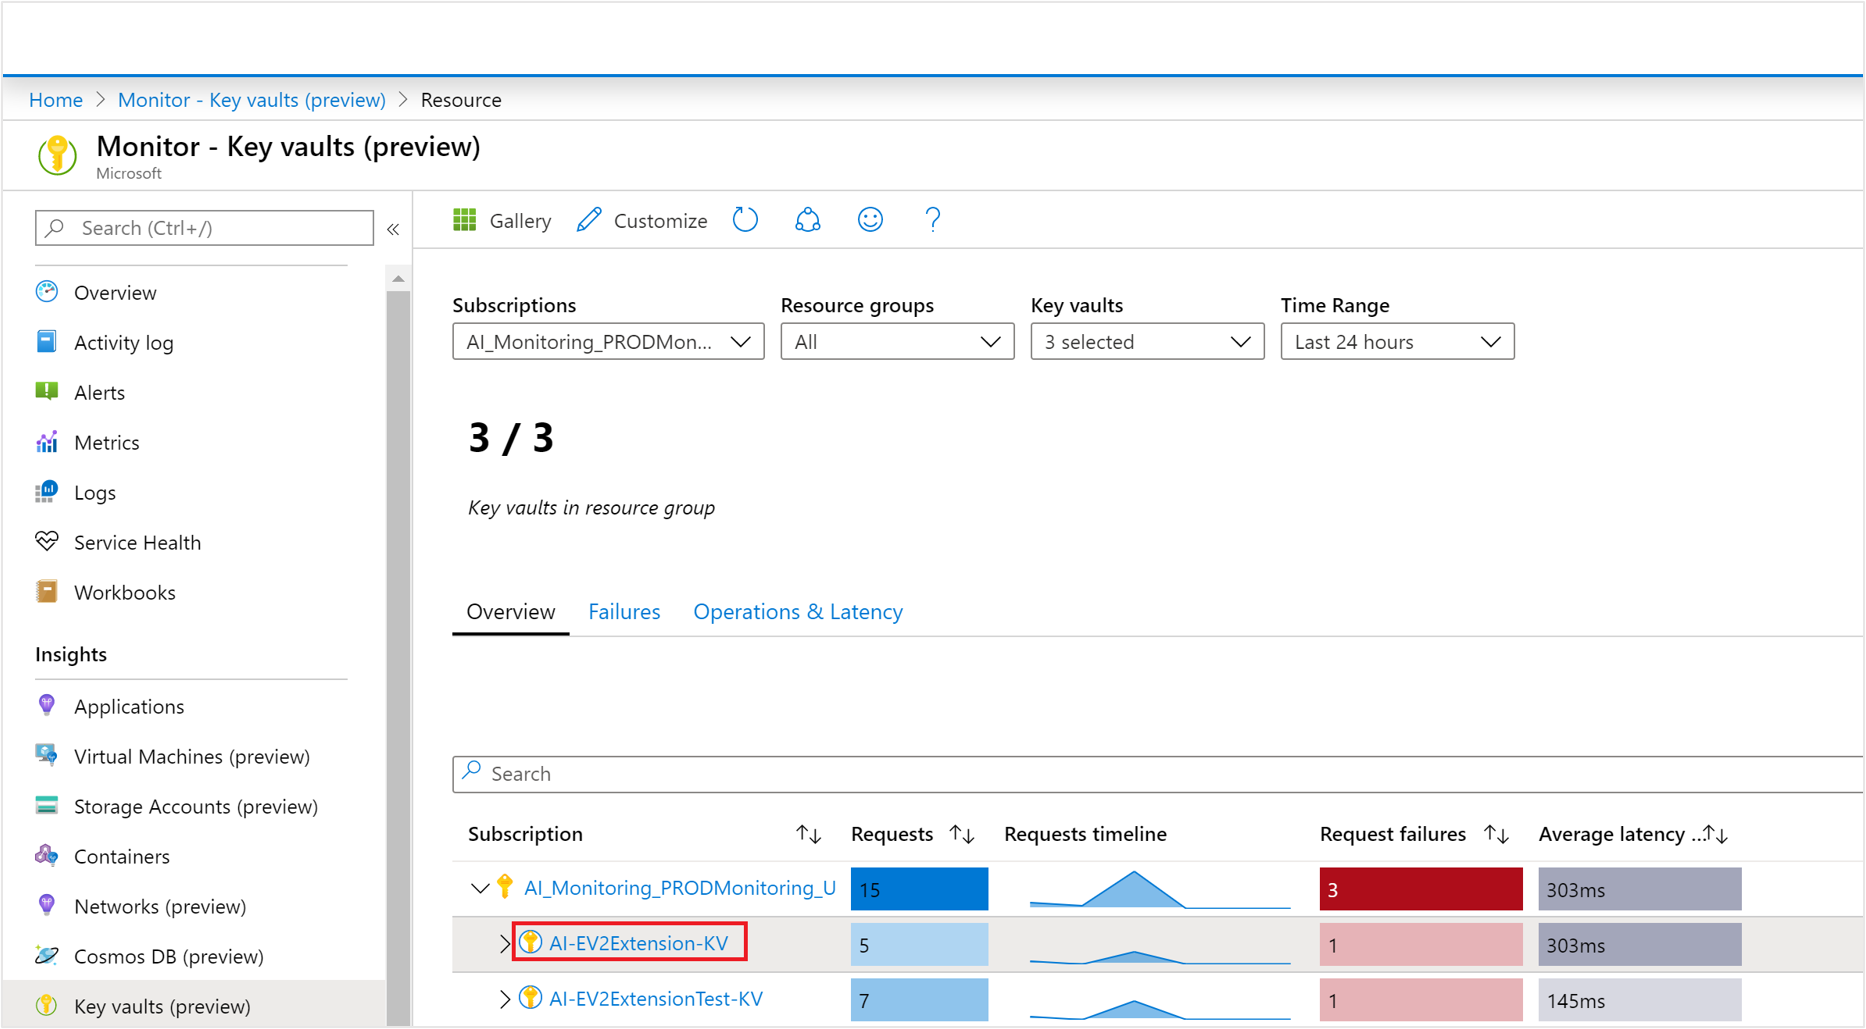 Home > Monitor - Key vaults (preview) > Resource
Monitor - Key vaults (preview)
Microsoft
Search (Ctrl+/)
«
Overview
Activity log
Alerts
Metrics
Logs
Service Health
Workbooks
Insights
Applications
Virtual Machines (preview)
Storage Accounts (preview)
Containers
Networks (preview)
Cosmos DB (preview)
Key vaults (preview)
Gallery Customize ?
Subscriptions Resource groups Key vaults Time Range
AI_Monitoring_PRODMon... All 3 selected Last 24 hours
3 / 3
Key vaults in resource group
Overview Failures Operations & Latency
Search
Subscription ↑↓ Requests ↑↓ Requests timeline Request failures ↑↓ Average latency ...↑↓
AI_Monitoring_PRODMonitoring_U 15 3 303ms
AI-EV2Extension-KV 5 1 303ms
AI-EV2ExtensionTest-KV 7 1 145ms